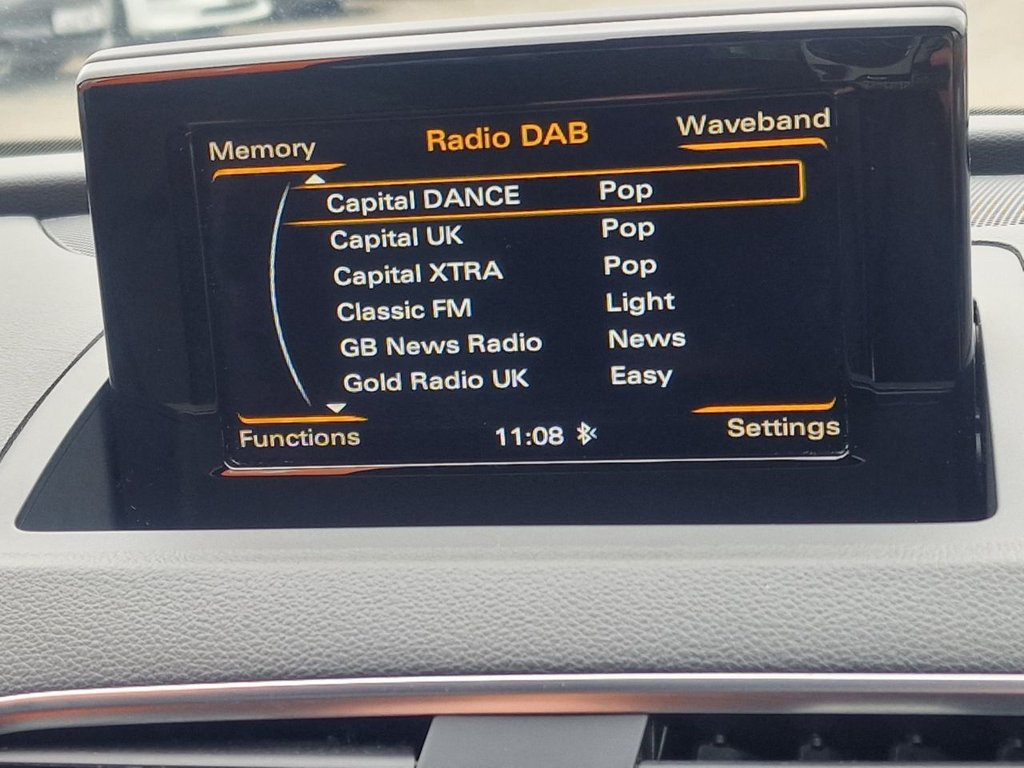 Memory Radio DAB Waveband
Capital DANCE Pop
Capital UK Pop
Capital XTRA Pop
Classic FM Light
GB News Radio News
Gold Radio UK Easy
Functions 11:08 Settings